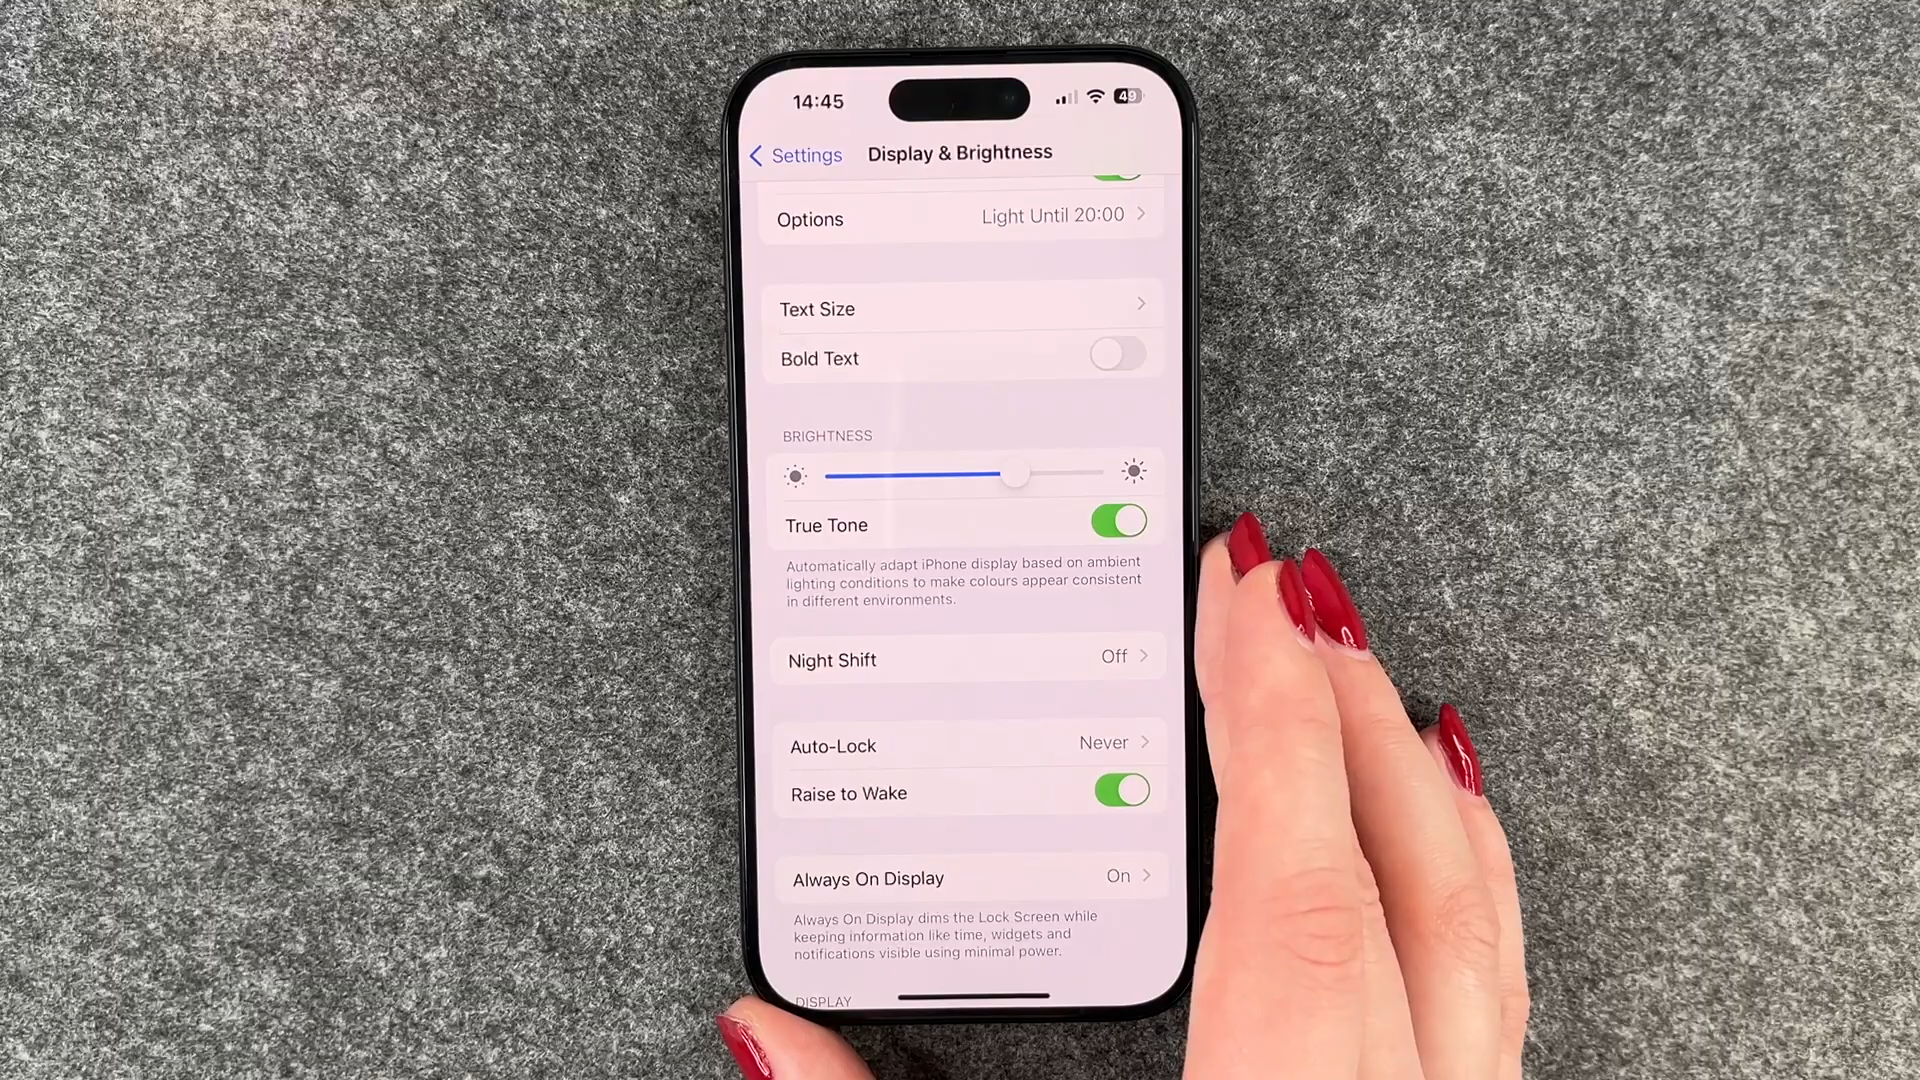 14:45
49
Settings
Display & Brightness
Options
Light Until 20:00
Text Size
Bold Text
BRIGHTNESS
True Tone
Automatically adapt iPhone display based on ambient
lighting conditions to make colours appear consistent
in different environments.
Night Shift
Off
Auto-Lock
Never
Raise to Wake
Always On Display
On
Always On Display dims the Lock Screen while
keeping information like time, widgets and
notifications visible using minimal power.
DISPLAY